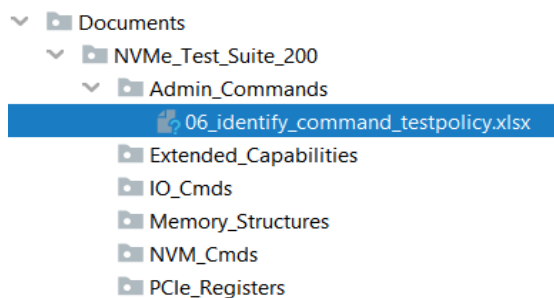 Documents
NVMe_Test_Suite_200
Admin_Commands
06_identify_command_testpolicy.xlsx
Extended_Capabilities
IO_Cmds
Memory_Structures
NVM_Cmds
PCIe_Registers